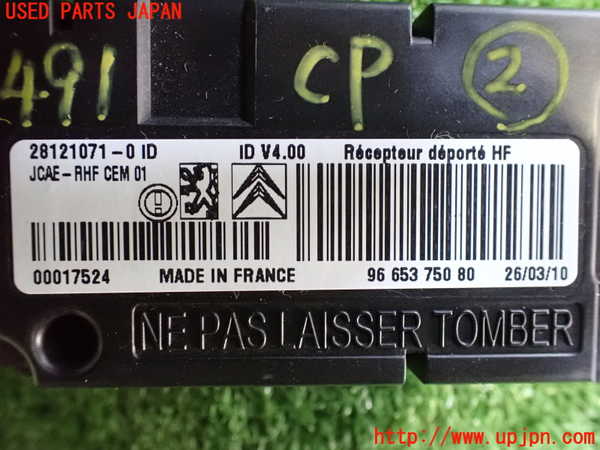 USED PARTS JAPAN
491 CP 2
28121071-0 ID ID V4.00 Récepteur déporté HF
JCAE-RHF CEM 01
00017524 MADE IN FRANCE 96 653 750 80 26/03/10
NE PAS LAISSER TOMBER
http://www.upjpn.com